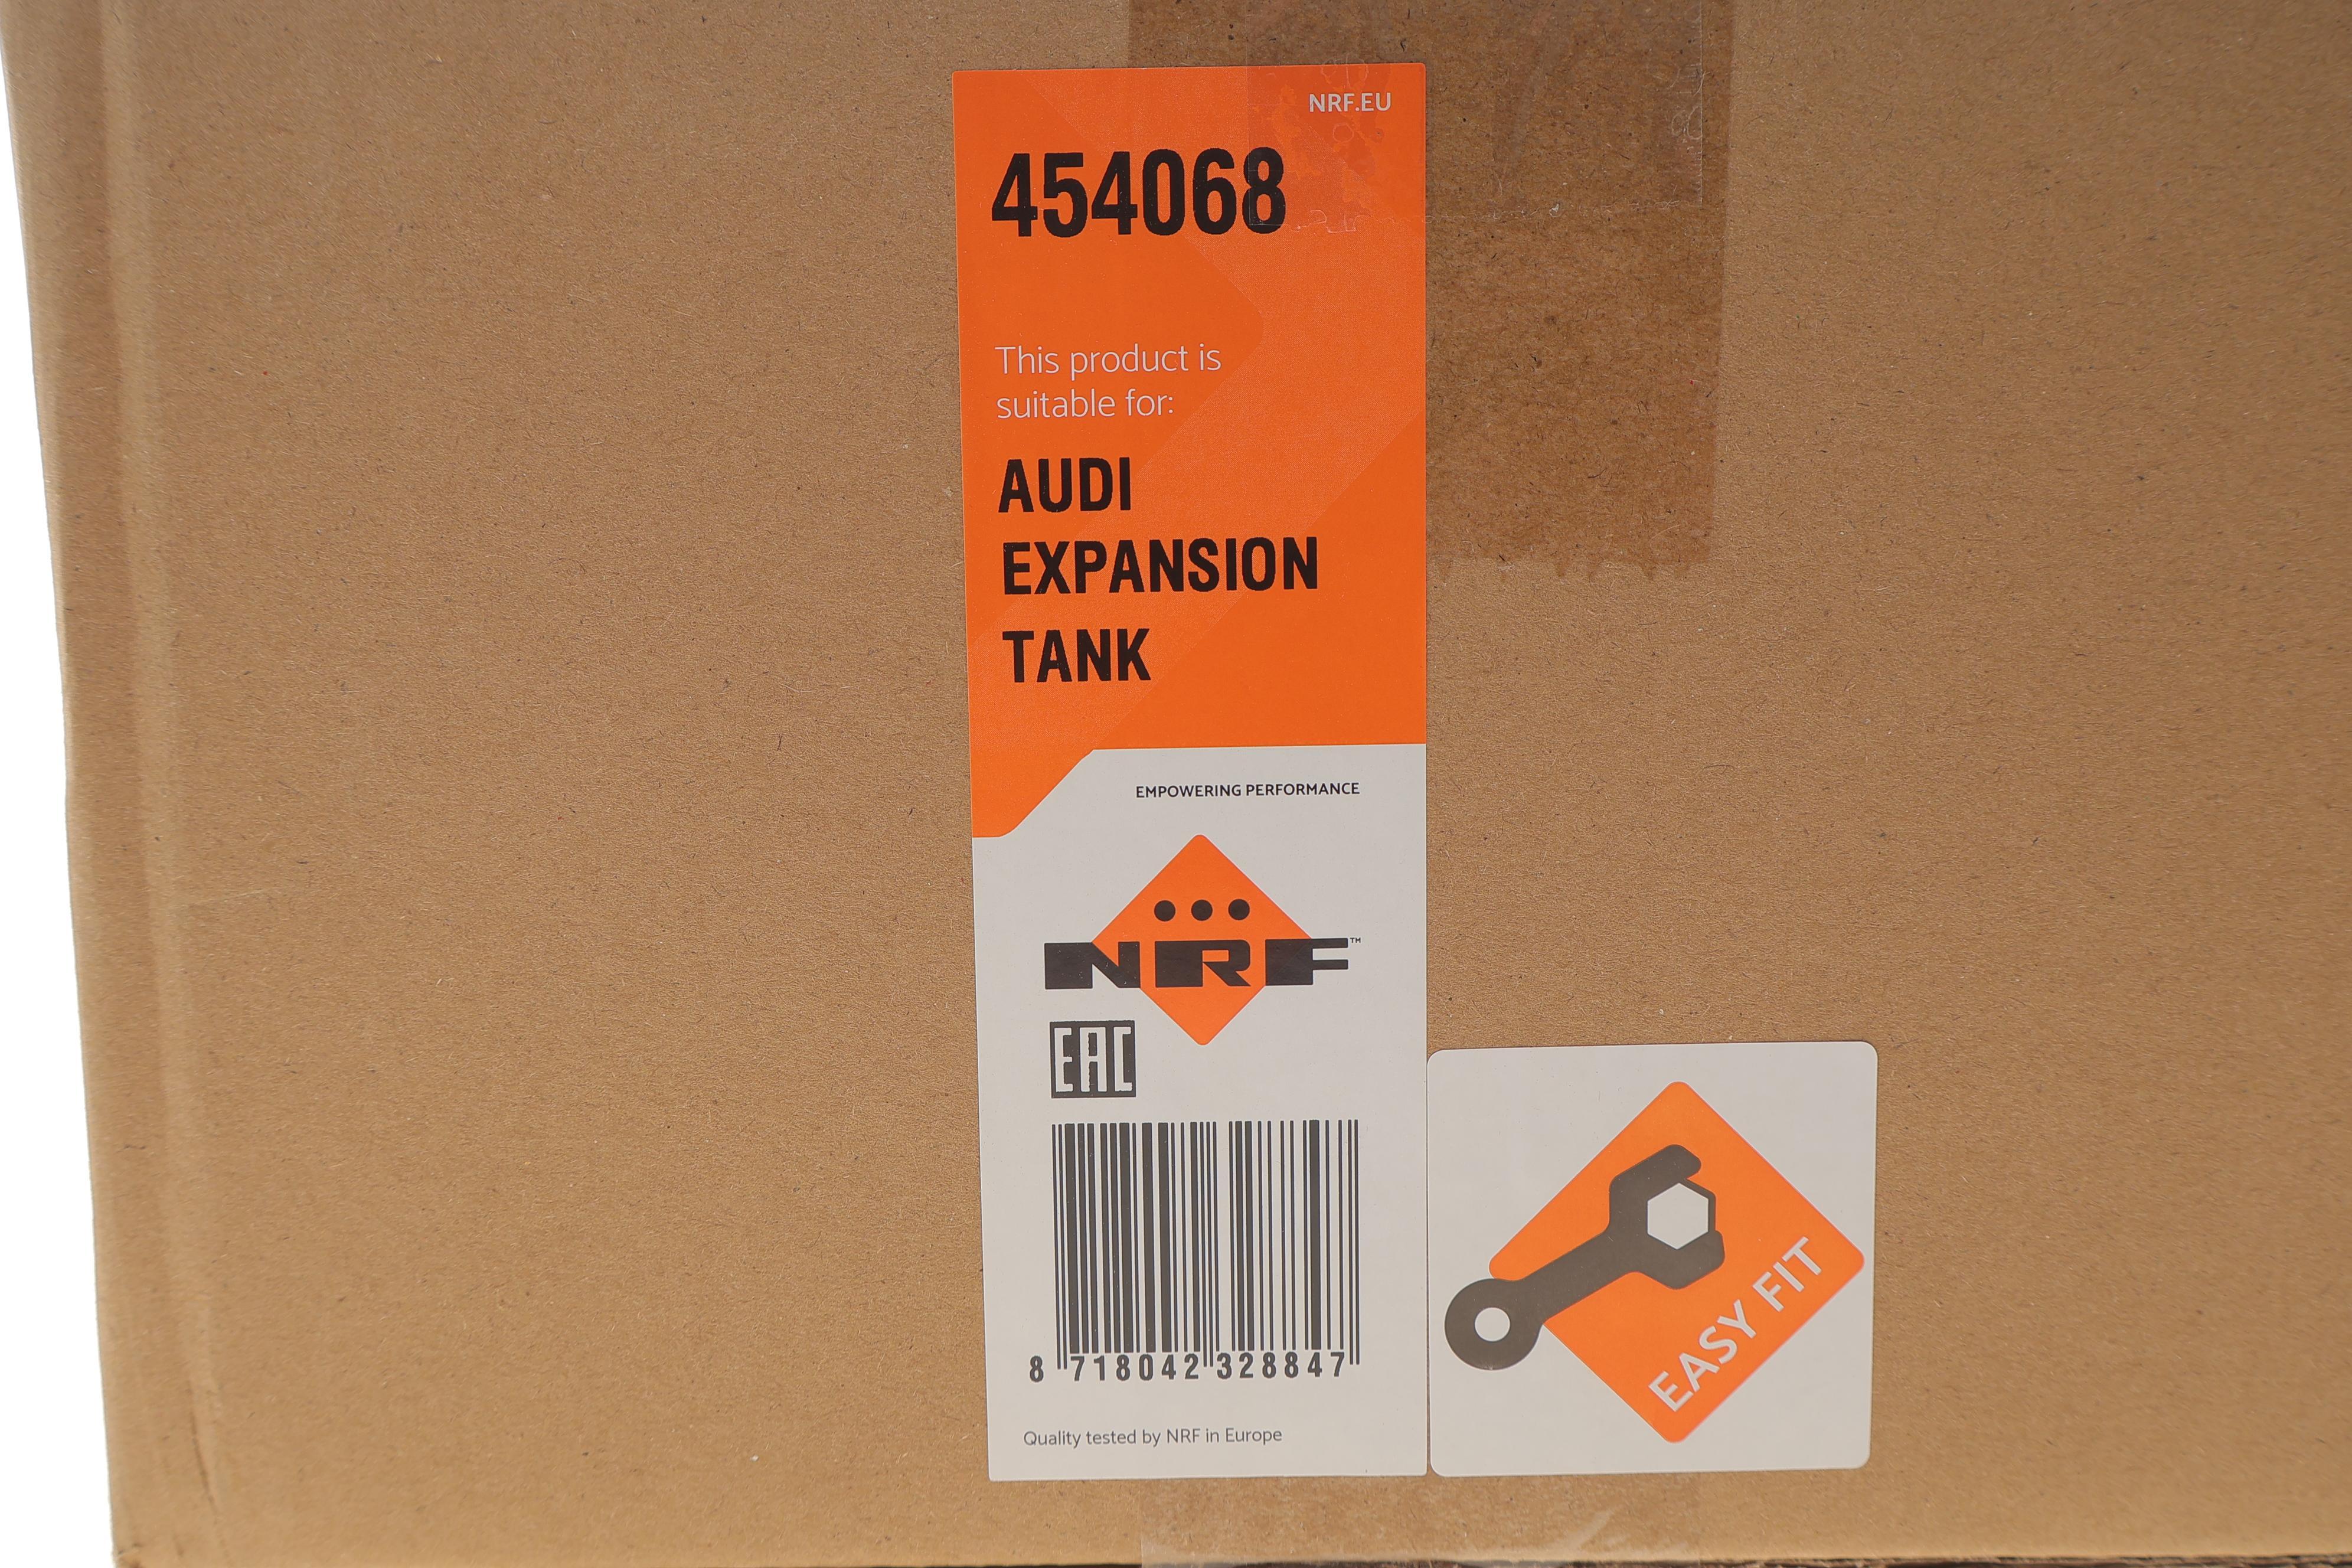 NRF.EU
454068
This product is
suitable for:
AUDI
EXPANSION
TANK
EMPOWERING PERFORMANCE
NRF™
EAC
8 718042 328847
Quality tested by NRF in Europe
EASY FIT